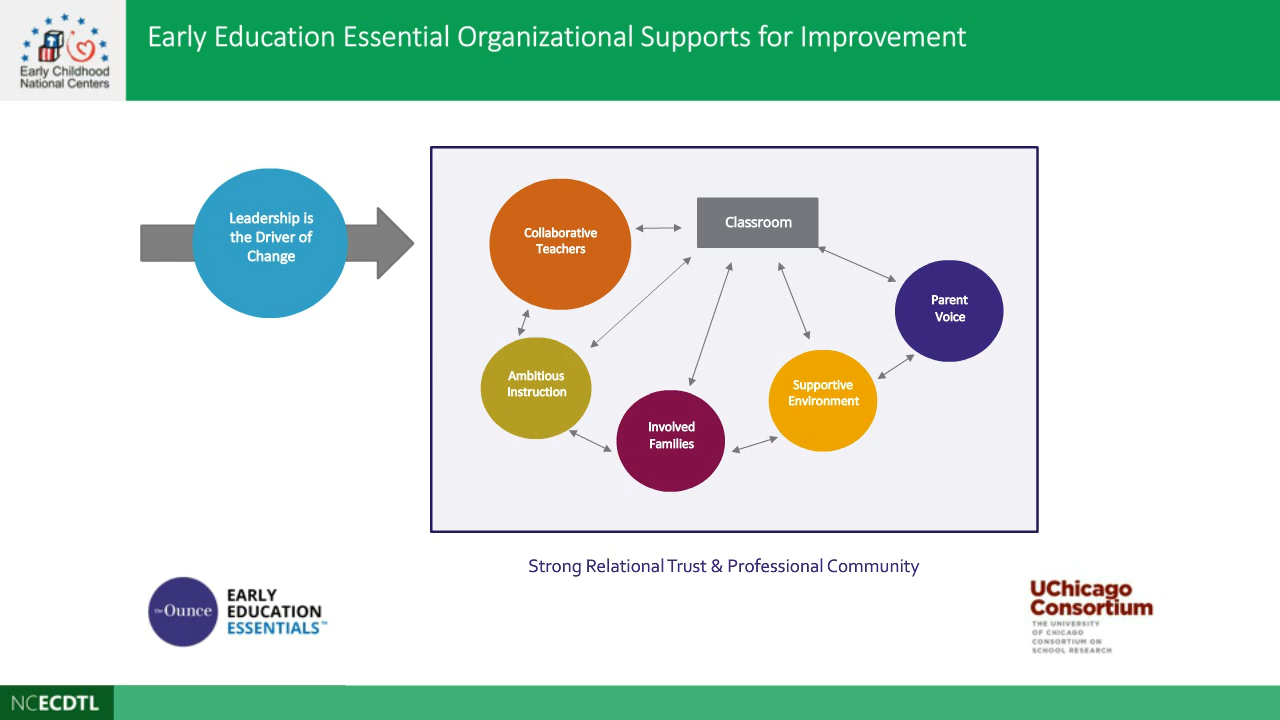 Early Education Essential Organizational Supports for Improvement
Early Childhood
National Centers
Leadership is
the Driver of
Change
Collaborative
Teachers
Classroom
Parent
Voice
Ambitious
Instruction
Involved
Families
Supportive
Environment
Strong Relational Trust & Professional Community
the Ounce
EARLY
EDUCATION
ESSENTIALS™
UChicago
Consortium
THE UNIVERSITY
OF CHICAGO
CONSORTIUM ON
SCHOOL RESEARCH
NCECDTL